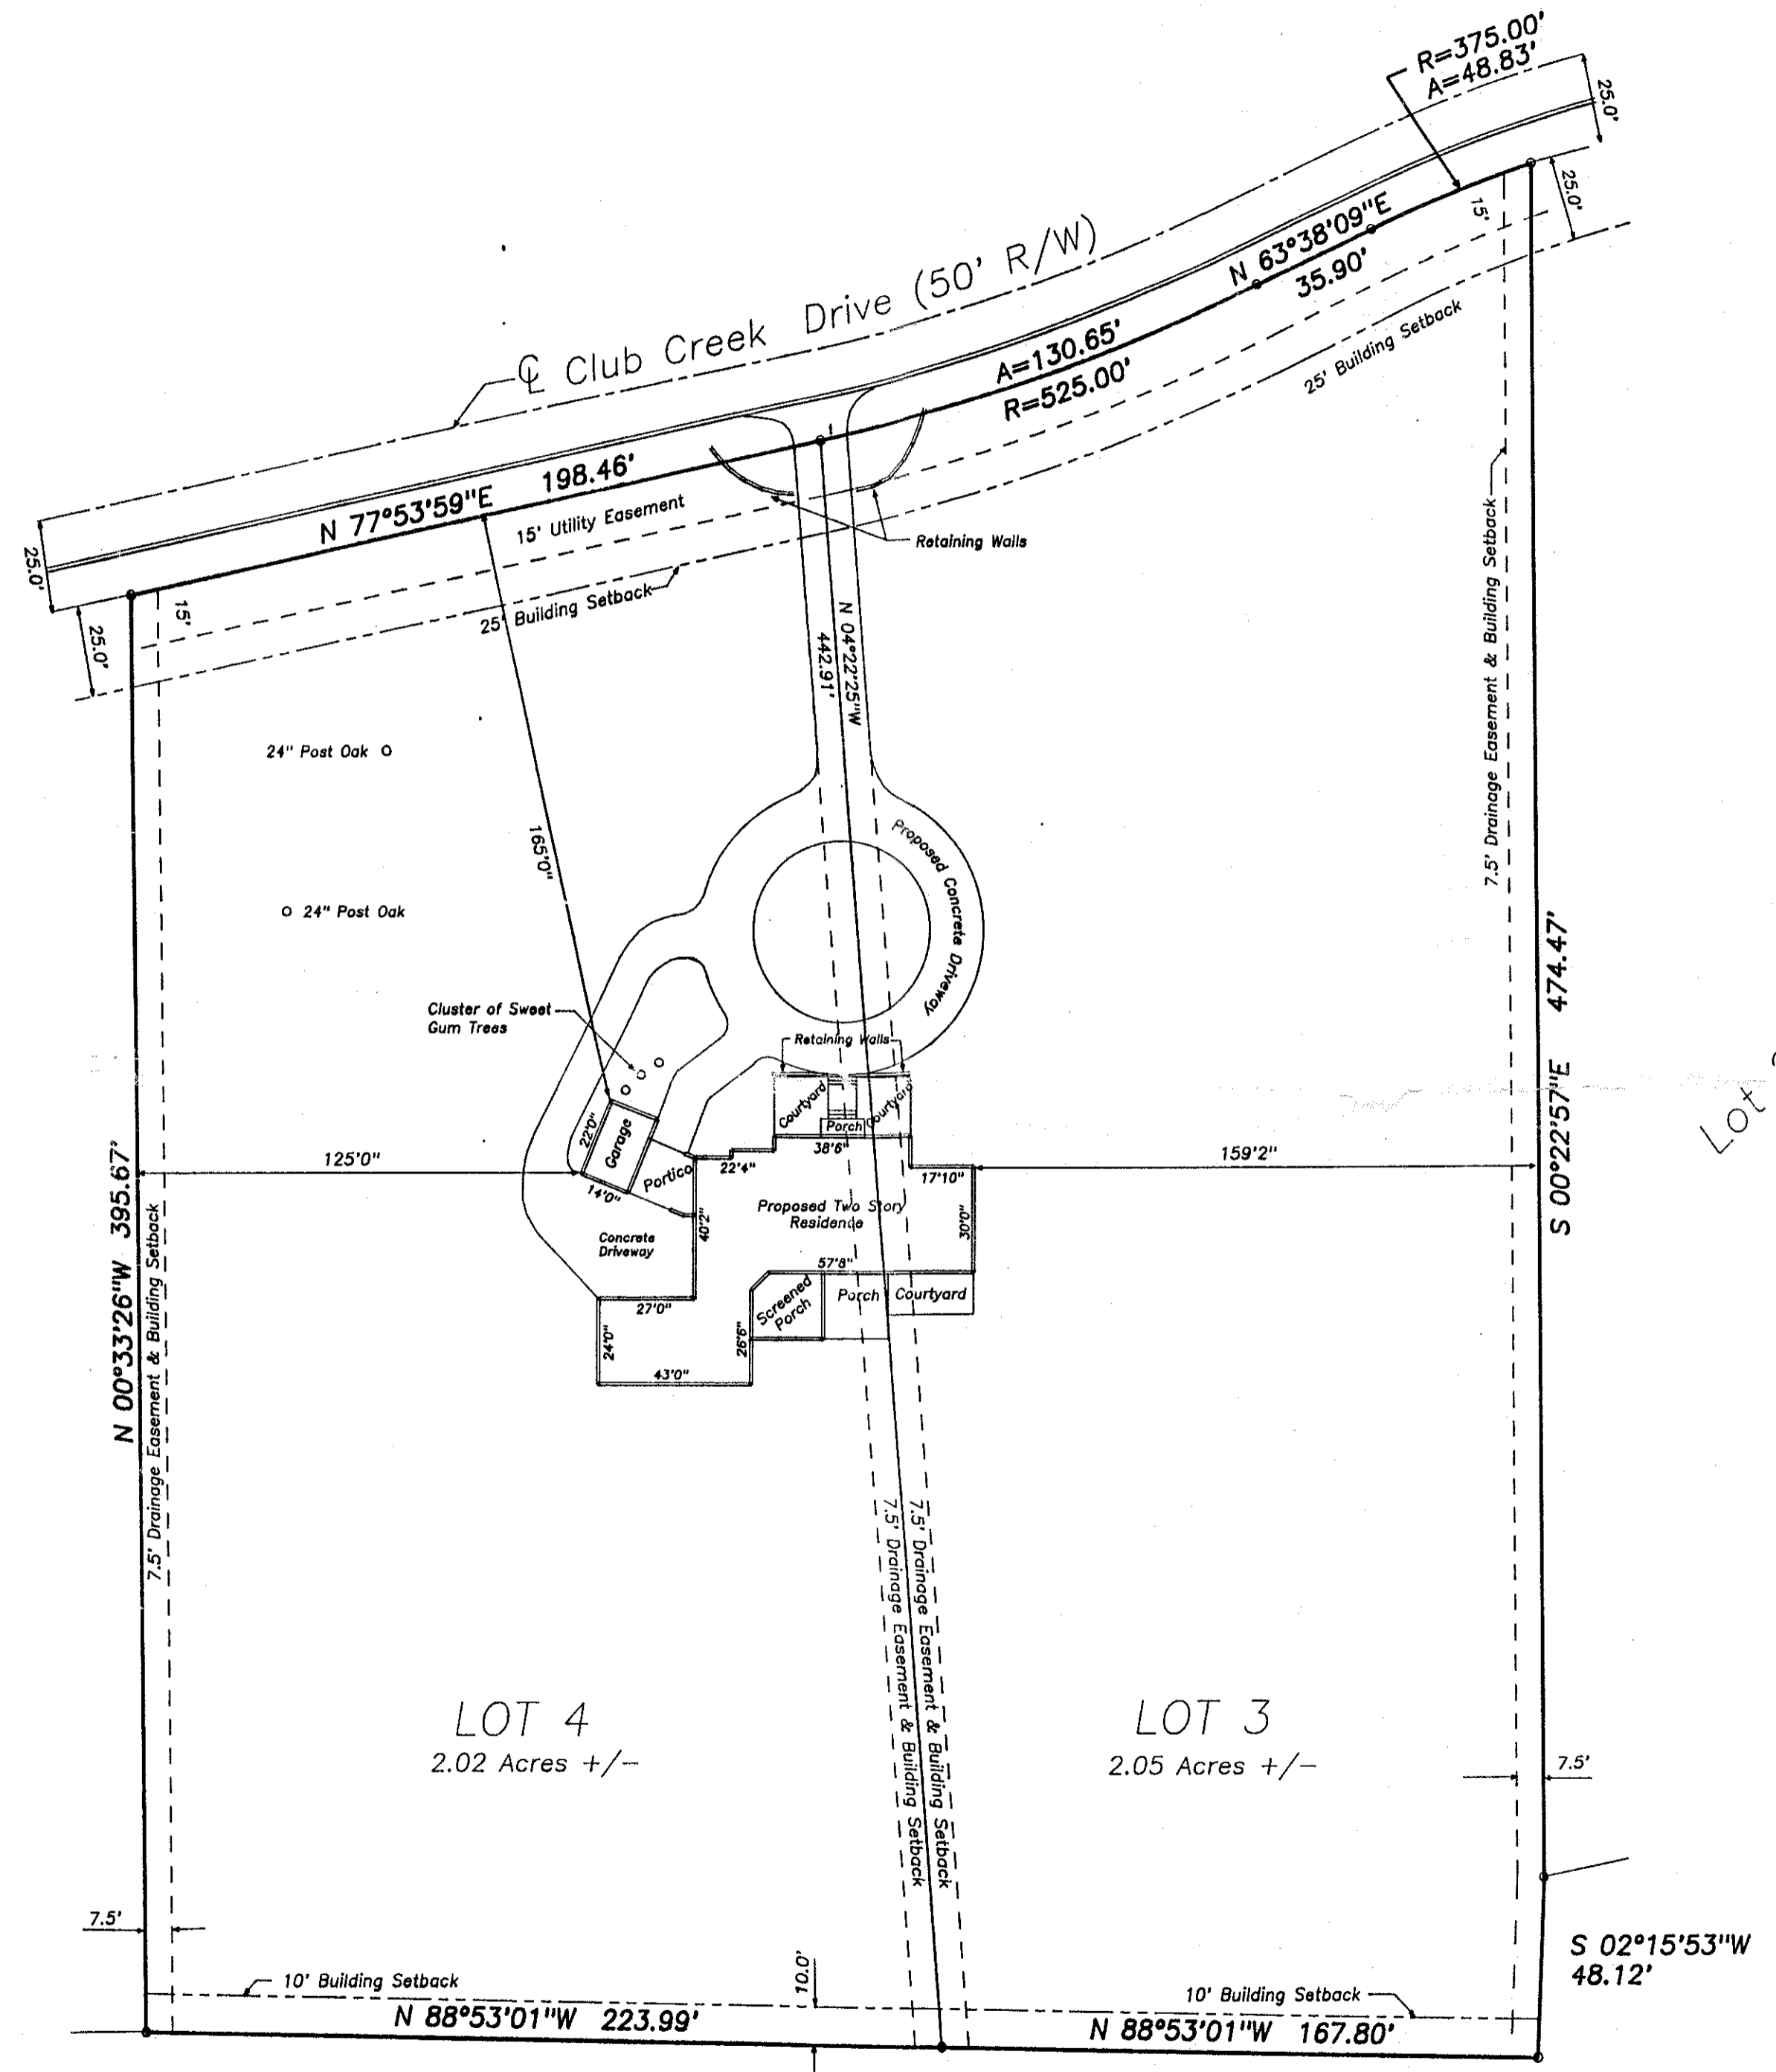 R=375.00'
A=48.83'
25.0'
25.0'
15'
N 63°38'09"E
35.90'
25' Building Setback
℄ Club Creek Drive (50' R/W)
A=130.65'
R=525.00'
N 77°53'59"E 198.46'
15' Utility Easement
25' Building Setback
25.0'
25.0'
15'
Retaining Walls
N 04°22'25"W
442.91'
7.5' Drainage Easement & Building Setback
24" Post Oak
24" Post Oak
165'0"
Proposed Concrete Driveway
Cluster of Sweet
Gum Trees
Retaining Walls
Courtyard
Courtyard
Porch
38'6"
22'0"
Garage
14'0"
Portico
22'4"
17'10"
125'0"
159'2"
Proposed Two Story
Residence
40'2"
30'0"
Concrete
Driveway
57'8"
Screened
Porch
Porch
Courtyard
27'0"
24'0"
26'6"
43'0"
N 00°33'26"W 395.67'
7.5' Drainage Easement & Building Setback
S 00°22'57"E 474.47'
Lot
7.5' Drainage Easement & Building Setback
7.5' Drainage Easement & Building Setback
LOT 4
2.02 Acres +/-
LOT 3
2.05 Acres +/-
7.5'
7.5'
S 02°15'53"W
48.12'
10' Building Setback
10.0'
10' Building Setback
N 88°53'01"W 223.99'
N 88°53'01"W 167.80'